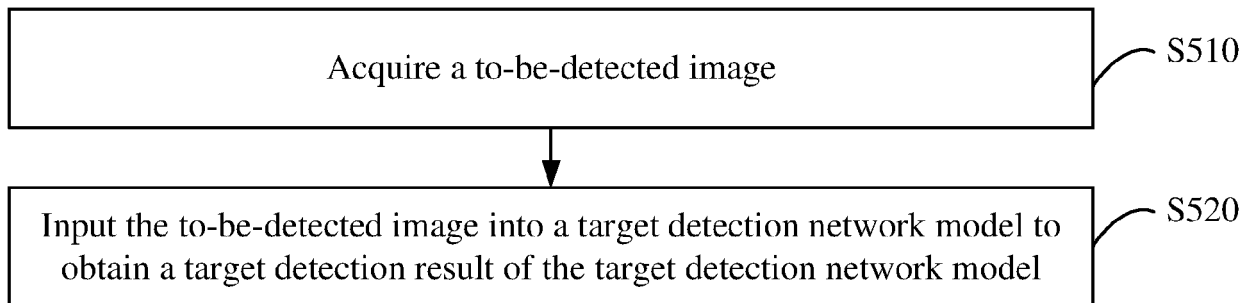 Acquire a to-be-detected image
S510
Input the to-be-detected image into a target detection network model to
obtain a target detection result of the target detection network model
S520